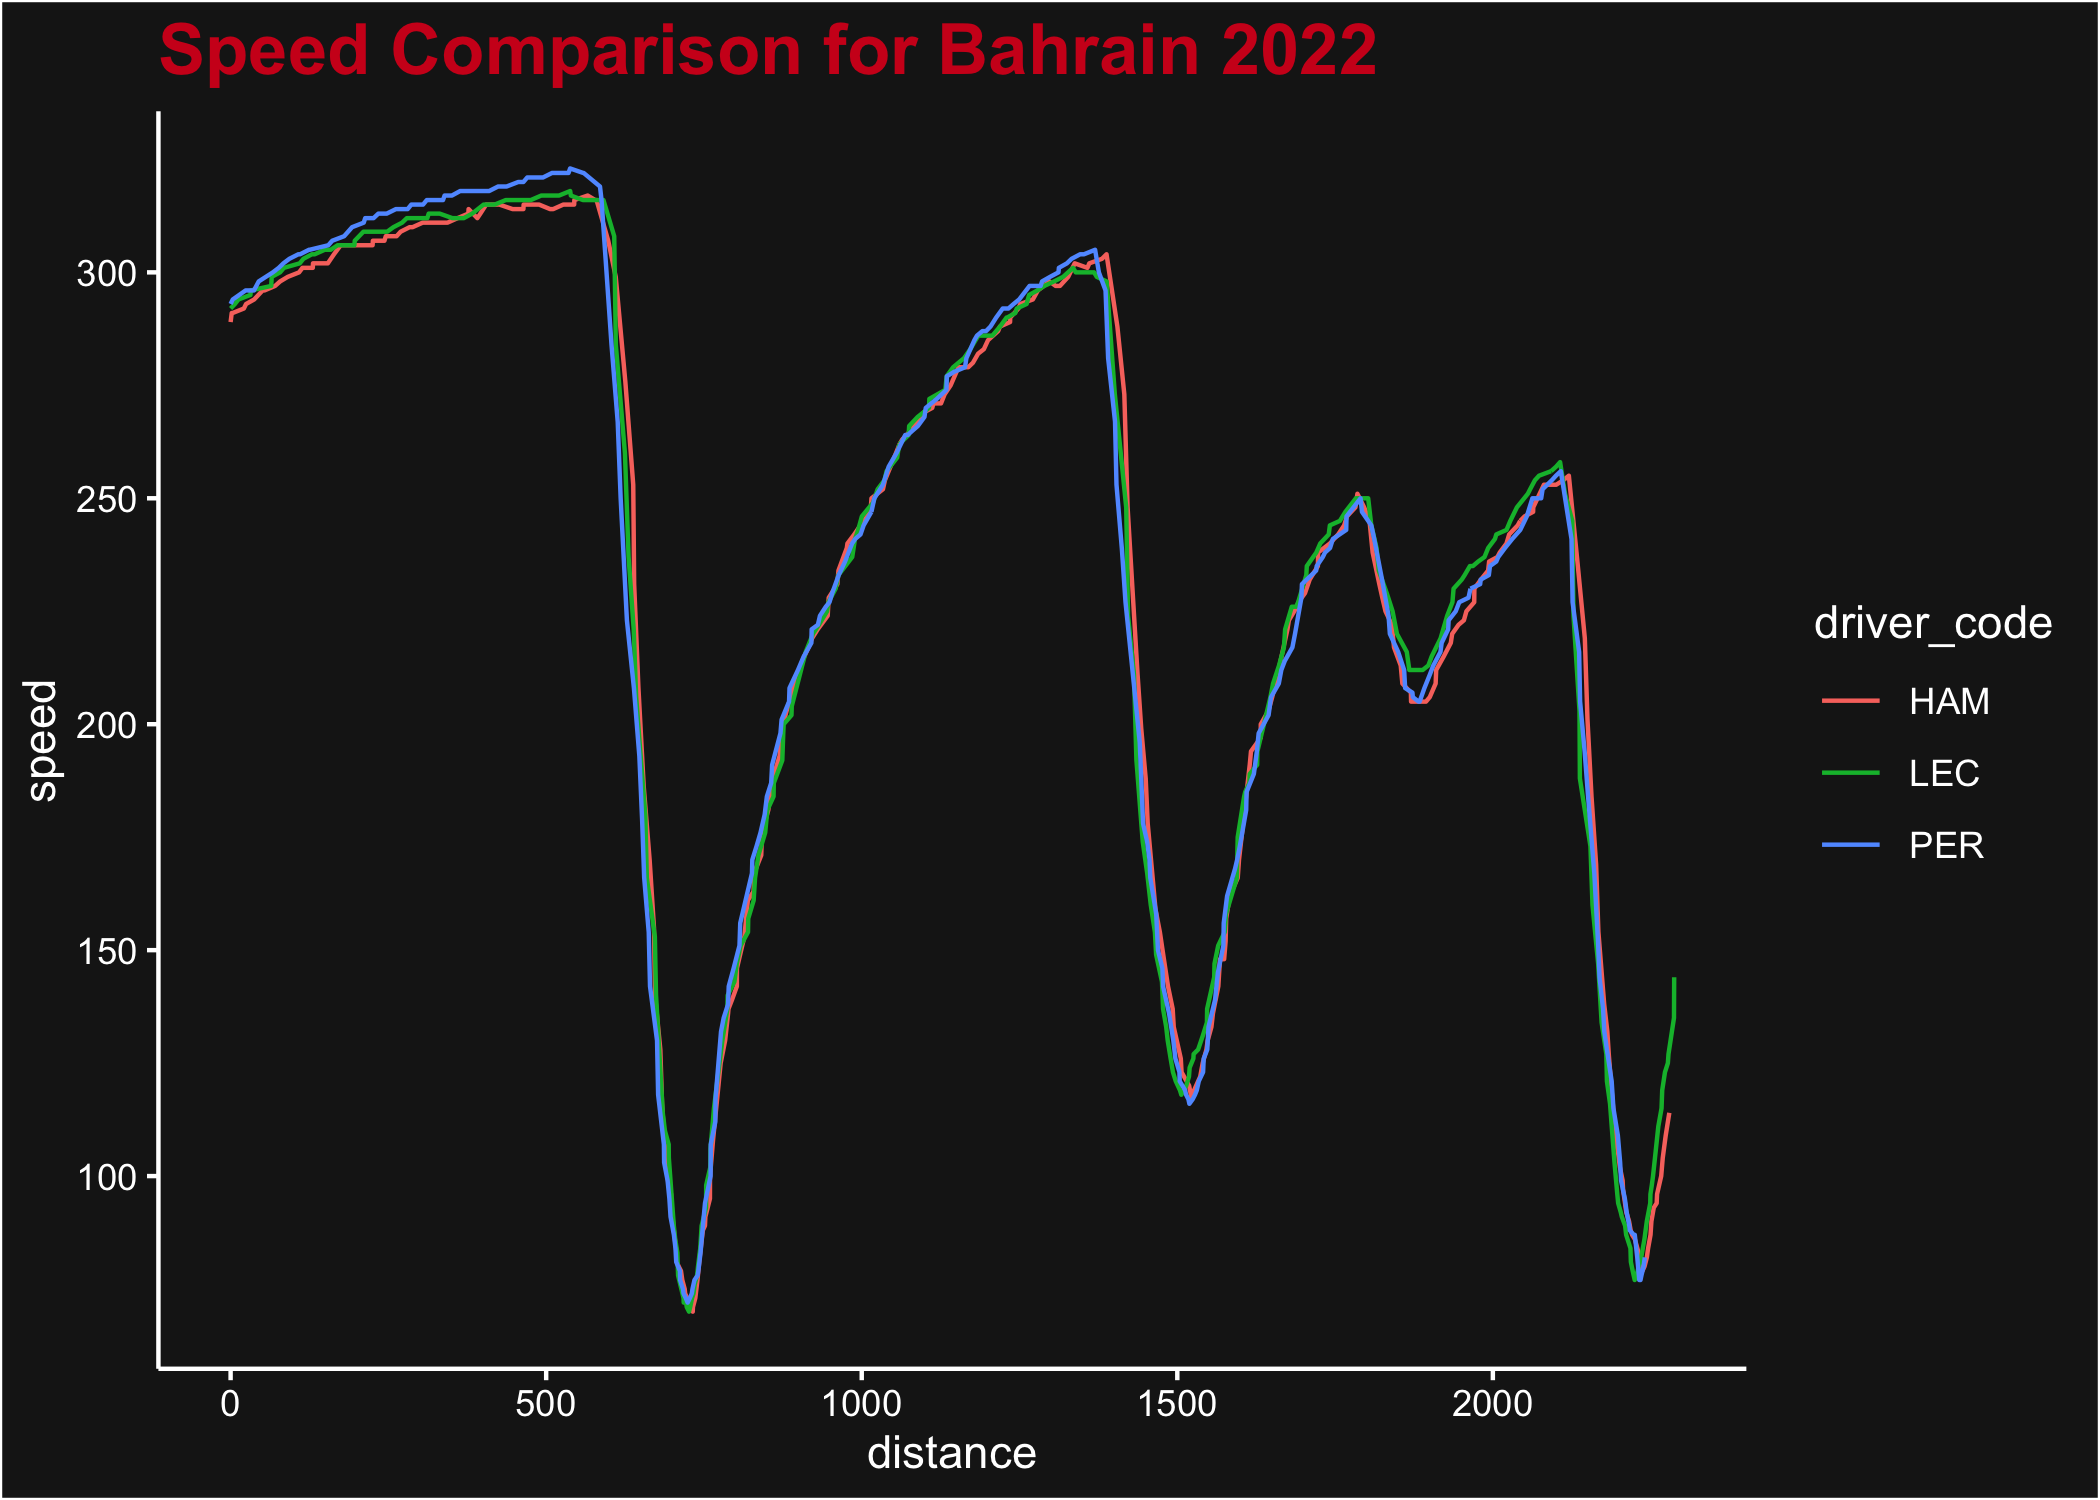 Speed Comparison for Bahrain 2022
speed
300
250
200
150
100
0 500 1000 1500 2000
distance
driver_code
HAM
LEC
PER